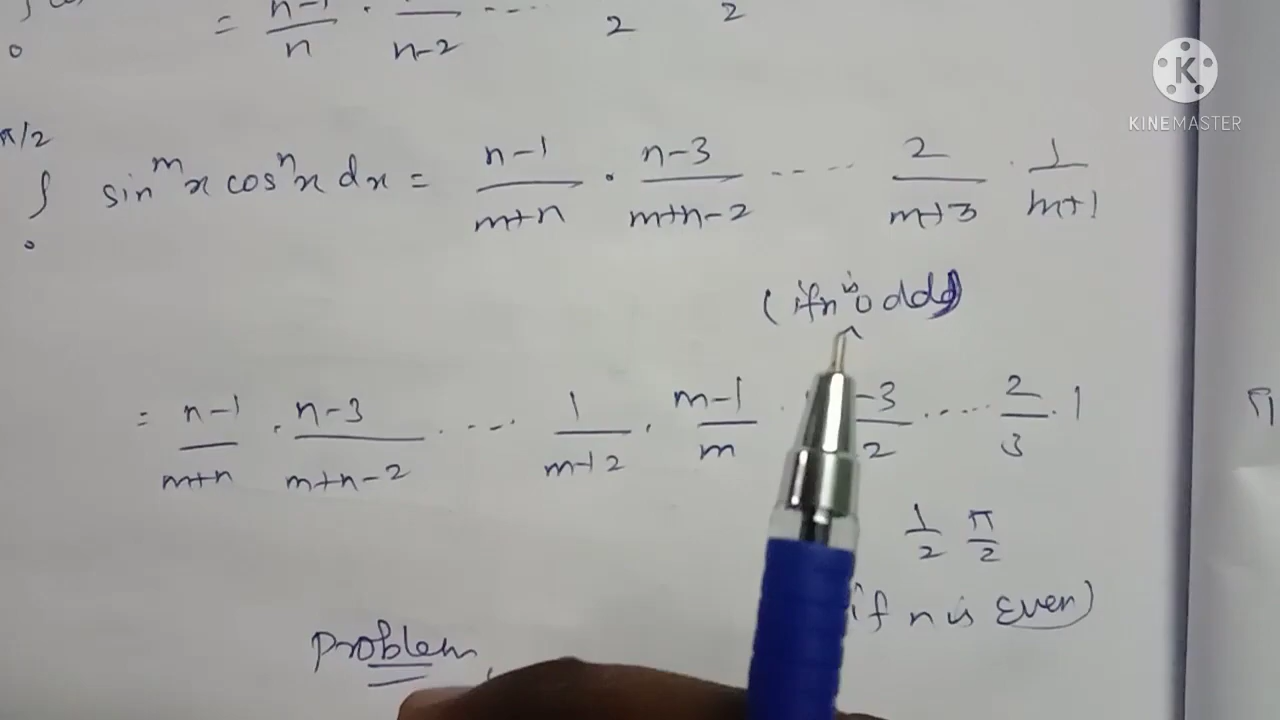 = n-1/n · /n-2 ---- 2 2
KINEMASTER
π/2
∫ sin^m x cos^n x dx = n-1/m+n · n-3/m+n-2 ---- 2/m+3 · 1/m+1
0
(if n is odd)
= n-1/m+n · n-3/m+n-2 · --- · 1/m+2 · m-1/m · -3/2 ----- 2/3 · 1
1/2 π/2
if n is even)
Problem